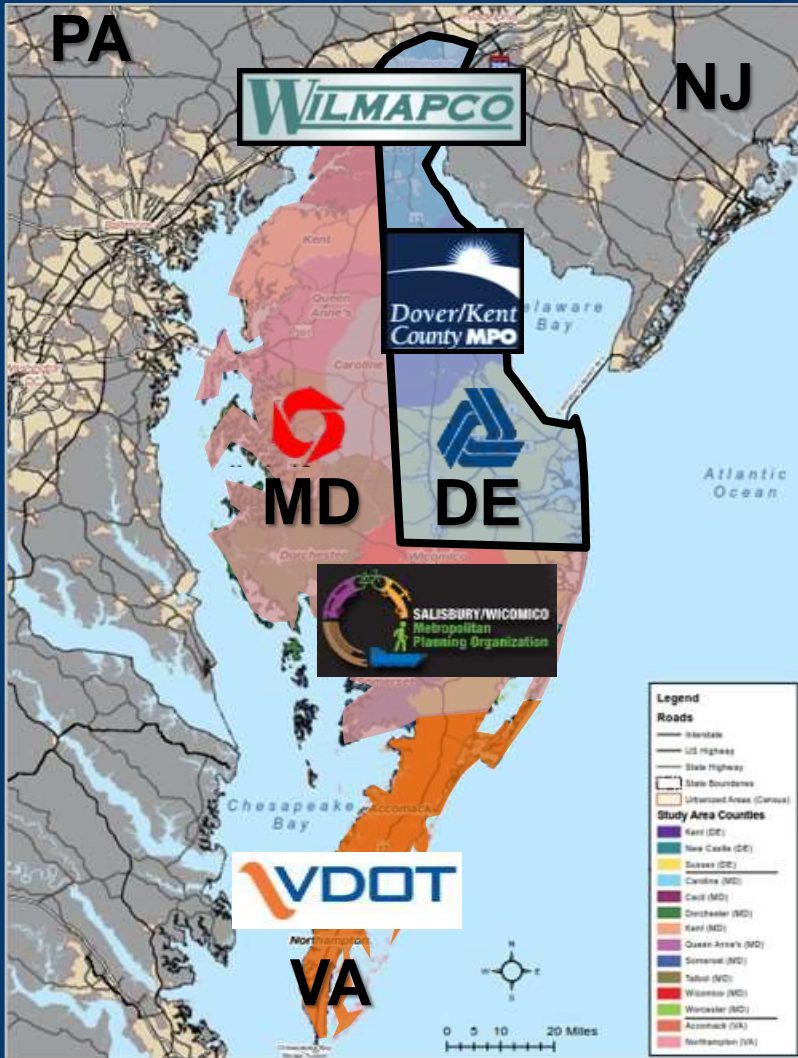 PA
NJ
WILMAPCO
Baltimore
Kent
Queen
Anne's
Caroline
Dover/Kent
County MPO
elaware
Bay
MD
DE
Atlantic
Ocean
Dorchester
Wicomico
SALISBURY/WICOMICO
Metropolitan
Planning Organization
omerset
Chesapeake
Bay
Accomack
VDOT
Northampton
VA
N
W
E
S
0 5 10 20 Miles
Legend
Roads
Interstate
US Highway
State Highway
State Boundaries
Urbanized Areas (Census)
Study Area Counties
Kent (DE)
New Castle (DE)
Sussex (DE)
Caroline (MD)
Cecil (MD)
Dorchester (MD)
Kent (MD)
Queen Anne's (MD)
Somerset (MD)
Talbot (MD)
Wicomico (MD)
Worcester (MD)
Accomack (VA)
Northampton (VA)